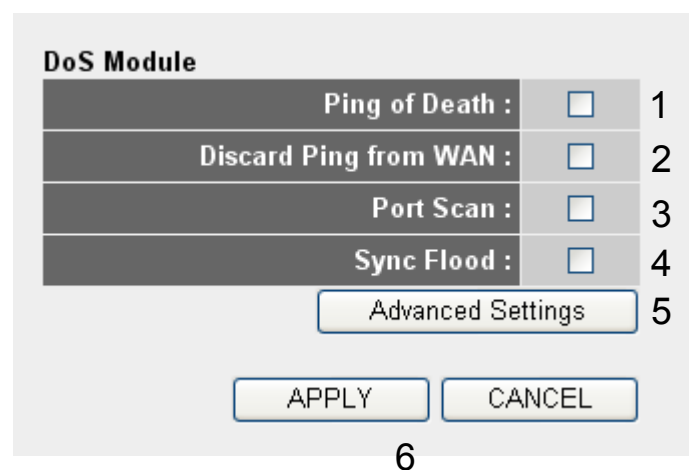 DoS Module
Ping of Death : 1
Discard Ping from WAN : 2
Port Scan : 3
Sync Flood : 4
Advanced Settings 5
APPLY CANCEL
6